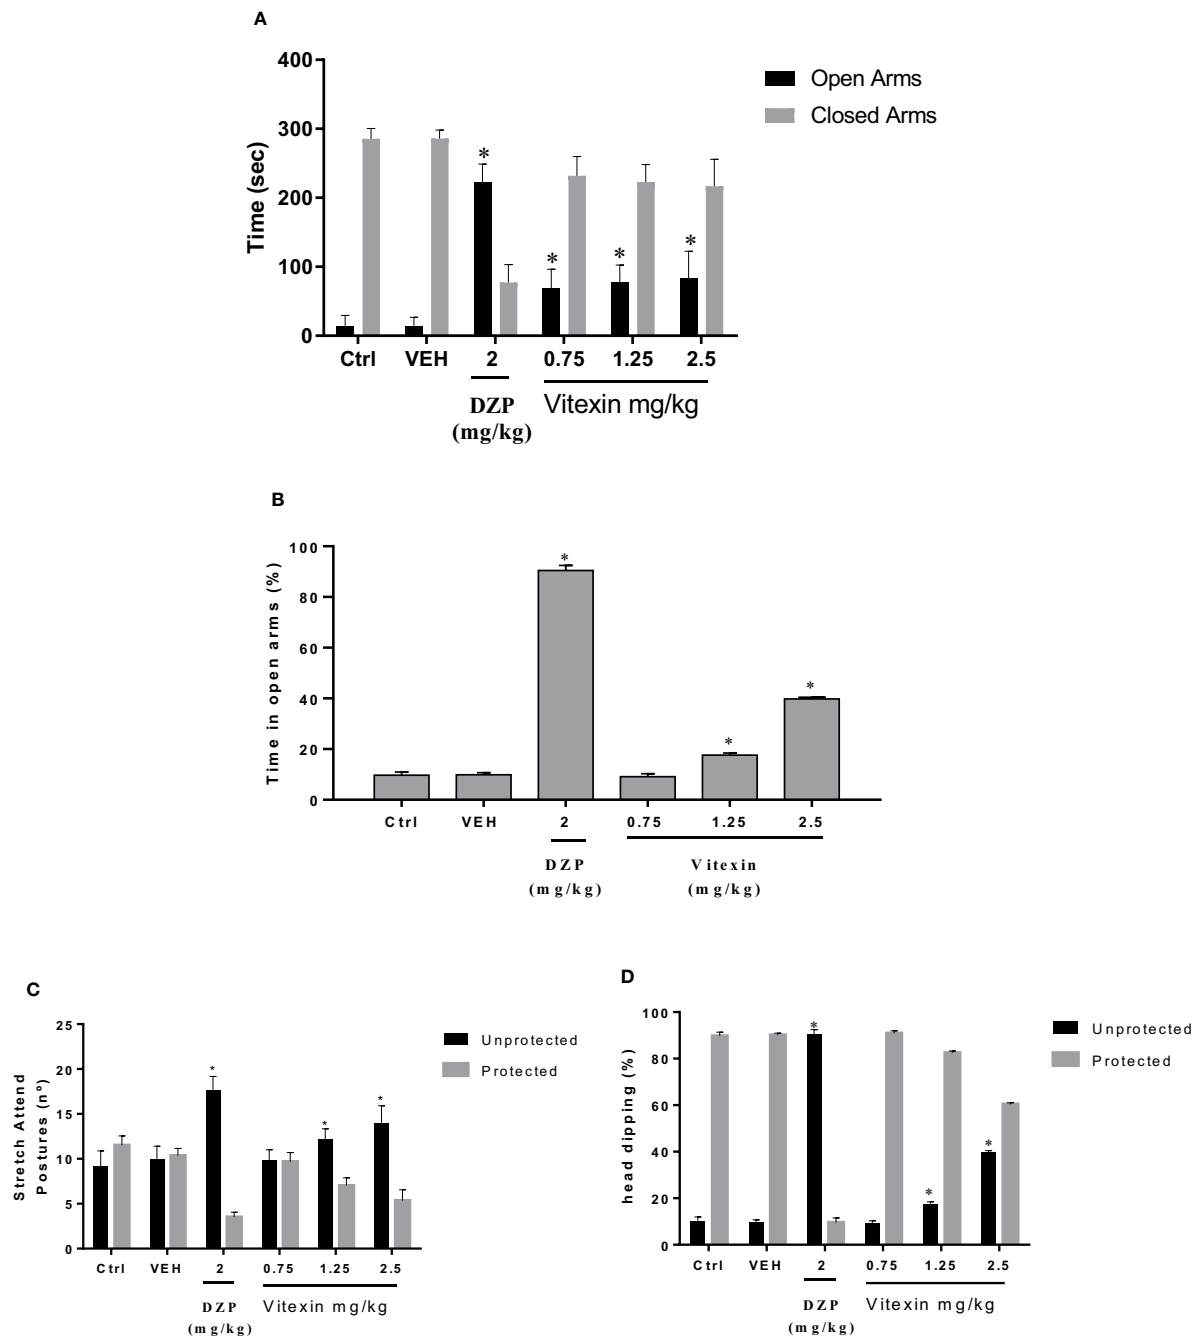 A
400
300
200
100
0
Time (sec)
Open Arms
Closed Arms
*
* * *
Ctrl VEH 2 0.75 1.25 2.5
DZP Vitexin mg/kg
(mg/kg)
B
100
80
60
40
20
0
Time in open arms (%)
*
*
*
Ctrl VEH 2 0.75 1.25 2.5
DZP Vitexin
(mg/kg) (mg/kg)
C
25
20
15
10
5
0
Stretch Attend
Postures (nº)
Unprotected
Protected
*
*
*
Ctrl VEH 2 0.75 1.25 2.5
DZP Vitexin mg/kg
(mg/kg)
D
100
80
60
40
20
0
head dipping (%)
Unprotected
Protected
*
*
*
Ctrl VEH 2 0.75 1.25 2.5
DZP Vitexin mg/kg
(mg/kg)